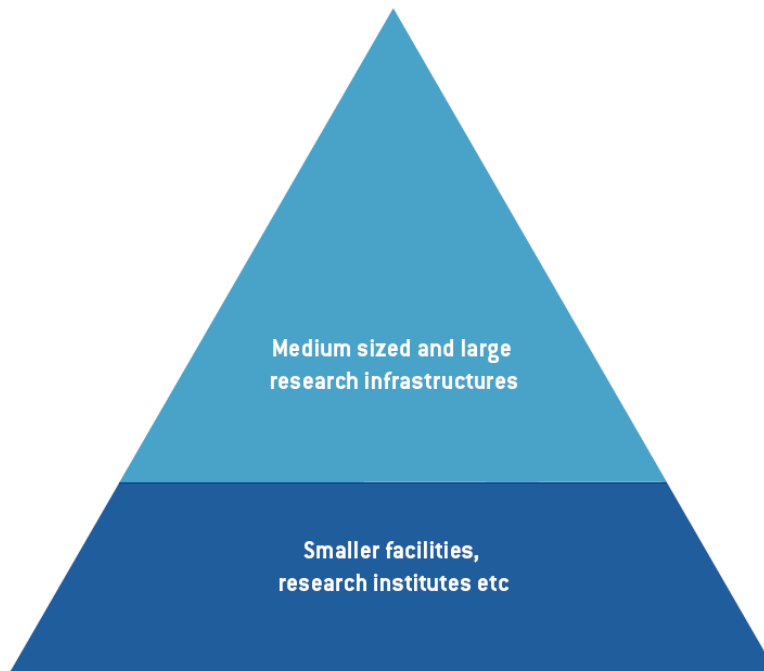 Medium sized and large
research infrastructures
Smaller facilities,
research institutes etc